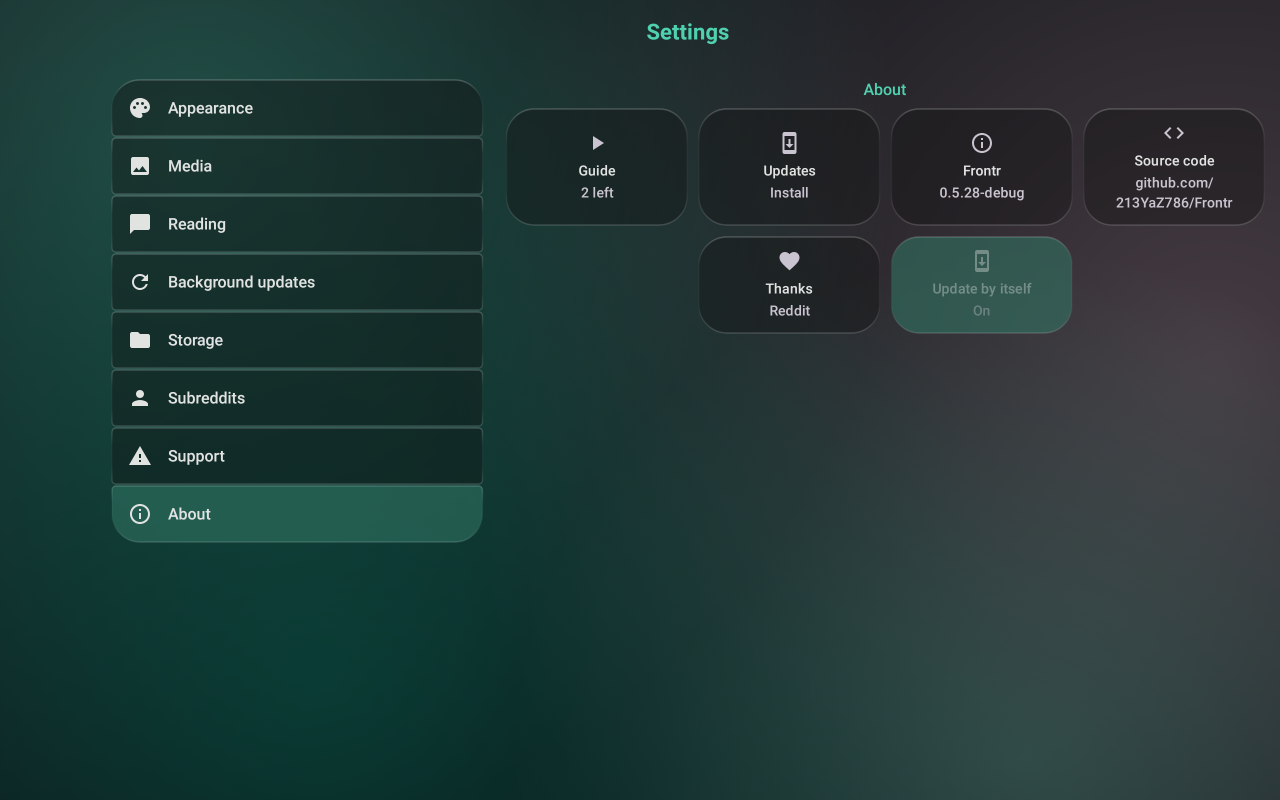 Settings
Appearance
Media
Reading
Background updates
Storage
Subreddits
Support
About
About
Guide
2 left
Updates
Install
Frontr
0.5.28-debug
Source code
github.com/
213YaZ786/Frontr
Thanks
Reddit
Update by itself
On